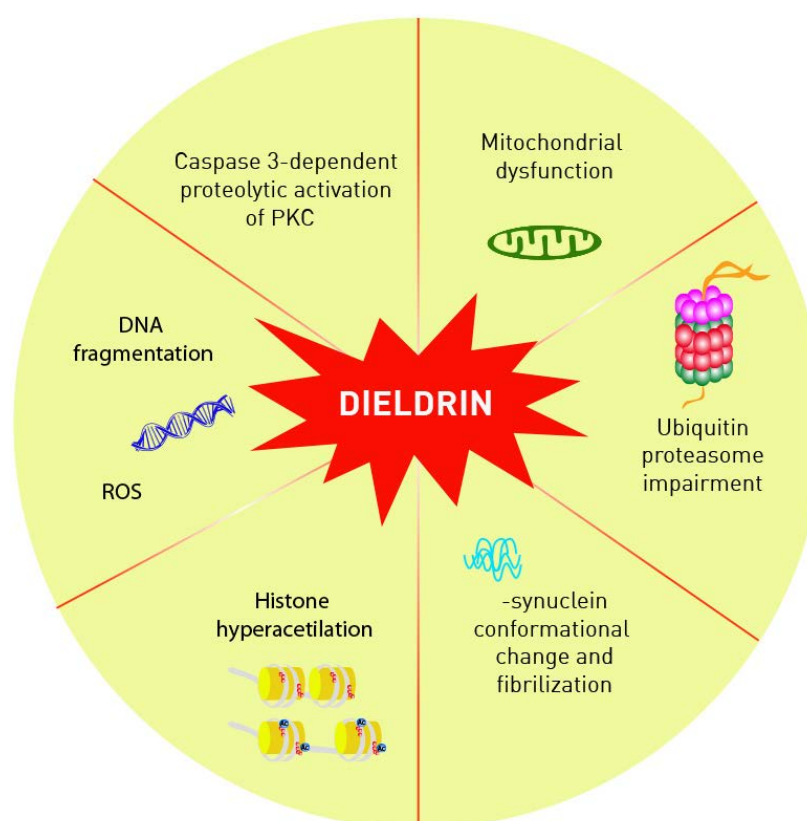 Caspase 3-dependent
proteolytic activation
of PKC
Mitochondrial
dysfunction
DNA
fragmentation
ROS
DIELDRIN
Ubiquitin
proteasome
impairment
Histone
hyperacetilation
-synuclein
conformational
change and
fibrilization